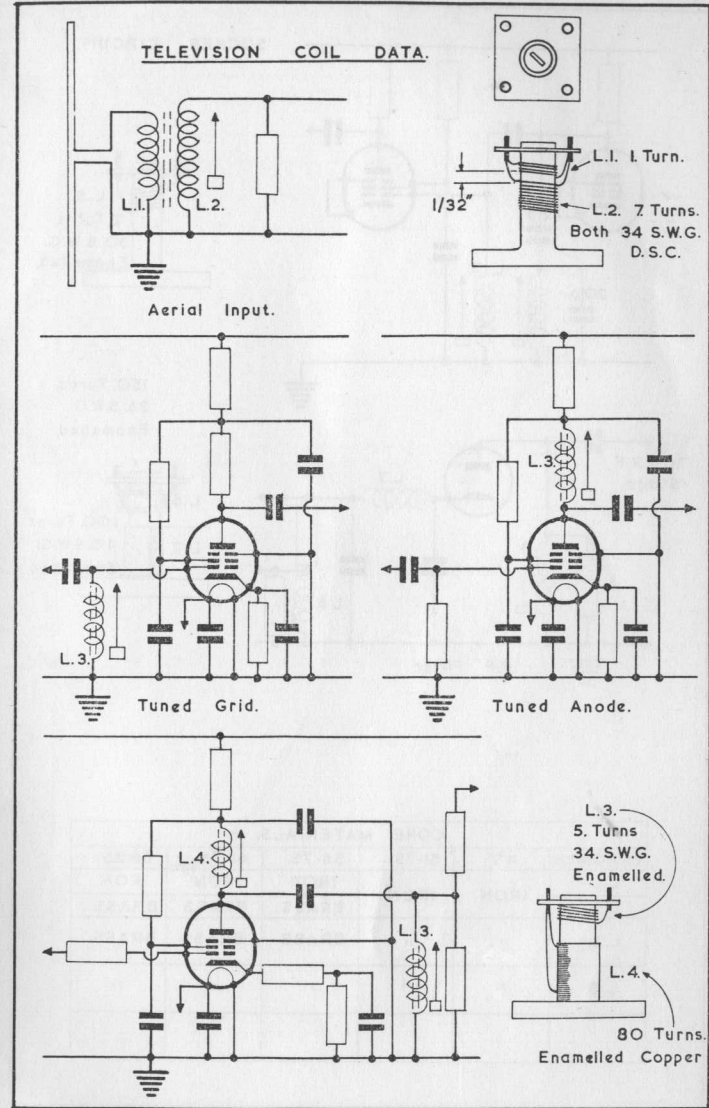 TELEVISION COIL DATA.
L.1.
L.2.
Aerial Input.
L.1. 1. Turn.
1/32"
L.2. 7. Turns.
Both 34 S.W.G.
D.S.C.
L.3.
Tuned Grid.
L.3.
Tuned Anode.
L.4.
L.3.
L.3.
5. Turns
34. S.W.G.
Enamelled.
L.4.
80 Turns.
Enamelled Copper